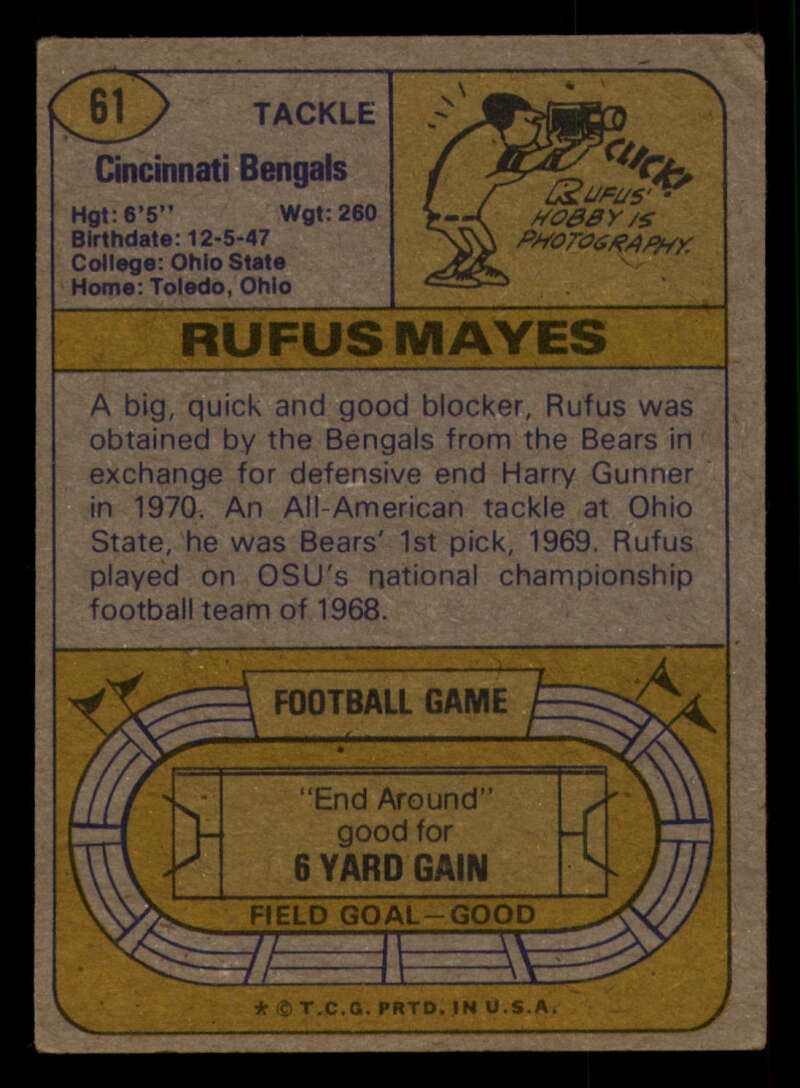 61
TACKLE
Cincinnati Bengals
Hgt: 6'5" Wgt: 260
Birthdate: 12-5-47
College: Ohio State
Home: Toledo, Ohio
CLICK!
RUFUS'
HOBBY IS
PHOTOGRAPHY.
RUFUS MAYES
A big, quick and good blocker, Rufus was
obtained by the Bengals from the Bears in
exchange for defensive end Harry Gunner
in 1970. An All-American tackle at Ohio
State, he was Bears' 1st pick, 1969. Rufus
played on OSU's national championship
football team of 1968.
FOOTBALL GAME
"End Around"
good for
6 YARD GAIN
FIELD GOAL—GOOD
* © T.C.G. PRTD. IN U.S.A.